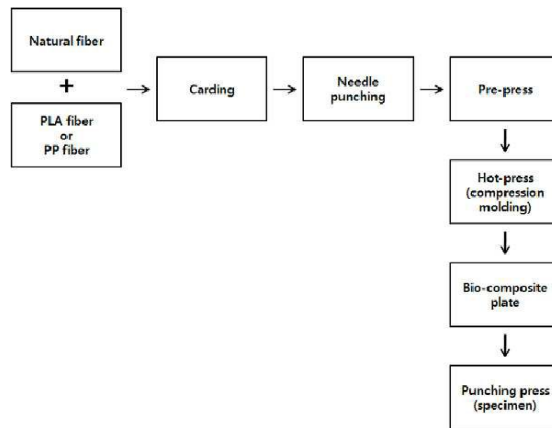 Natural fiber
+
PLA fiber
or
PP fiber
Carding
Needle
punching
Pre-press
Hot-press
(compression
molding)
Bio-composite
plate
Punching press
(specimen)